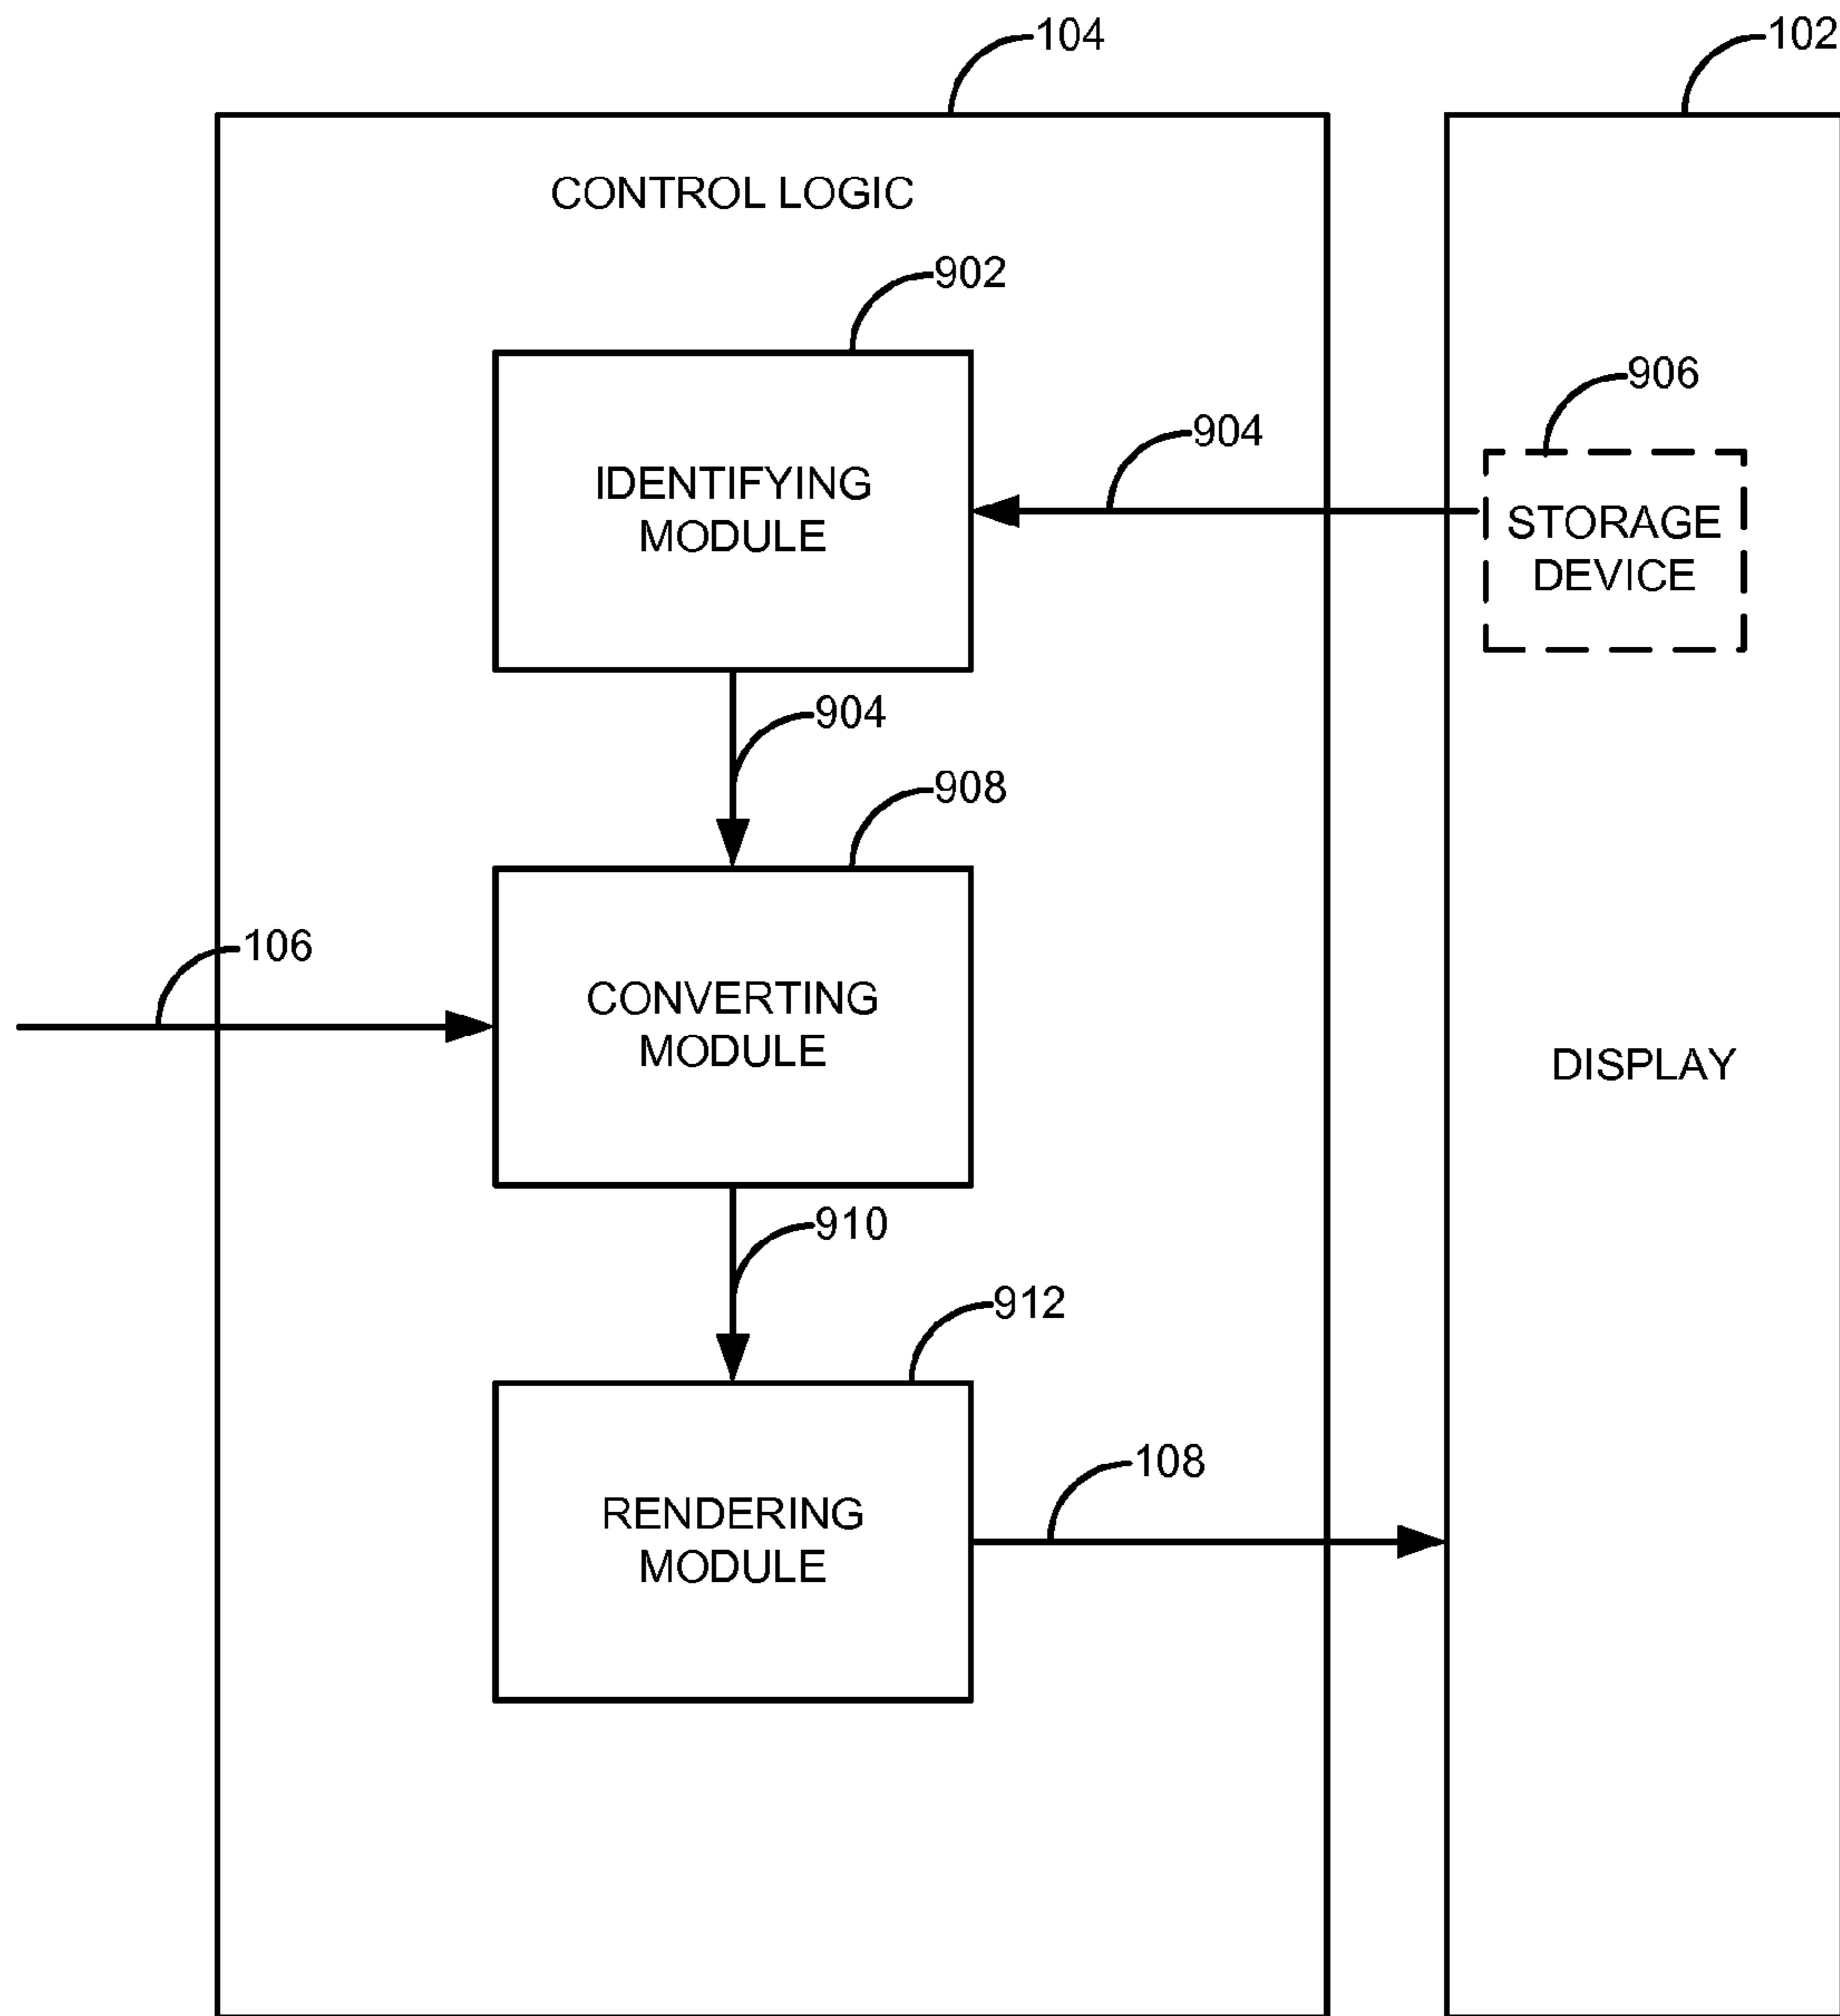 104
102
CONTROL LOGIC
902
906
904
IDENTIFYING
MODULE
STORAGE
DEVICE
904
908
106
CONVERTING
MODULE
DISPLAY
910
912
108
RENDERING
MODULE